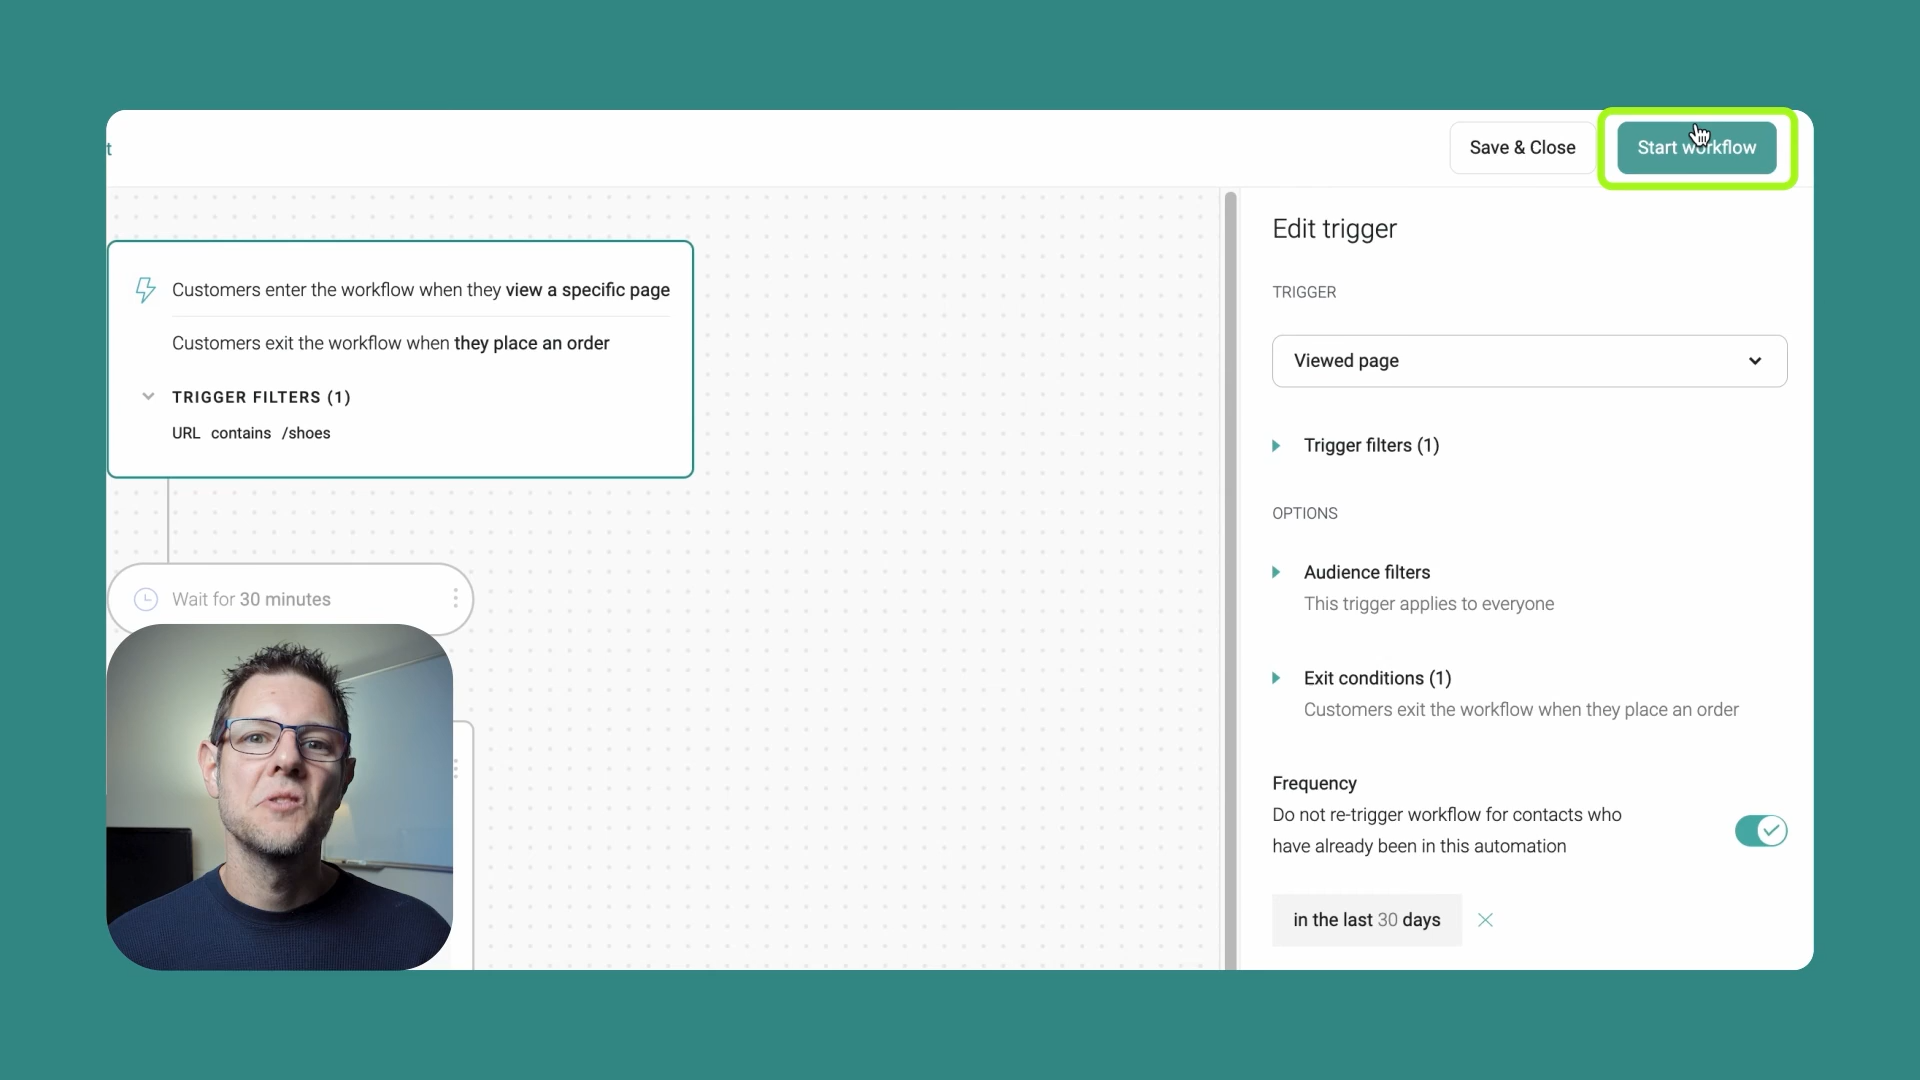 t
Save & Close
Start workflow
Customers enter the workflow when they view a specific page
Customers exit the workflow when they place an order
TRIGGER FILTERS (1)
URL contains /shoes
Wait for 30 minutes
Edit trigger
TRIGGER
Viewed page
Trigger filters (1)
OPTIONS
Audience filters
This trigger applies to everyone
Exit conditions (1)
Customers exit the workflow when they place an order
Frequency
Do not re-trigger workflow for contacts who
have already been in this automation
in the last 30 days